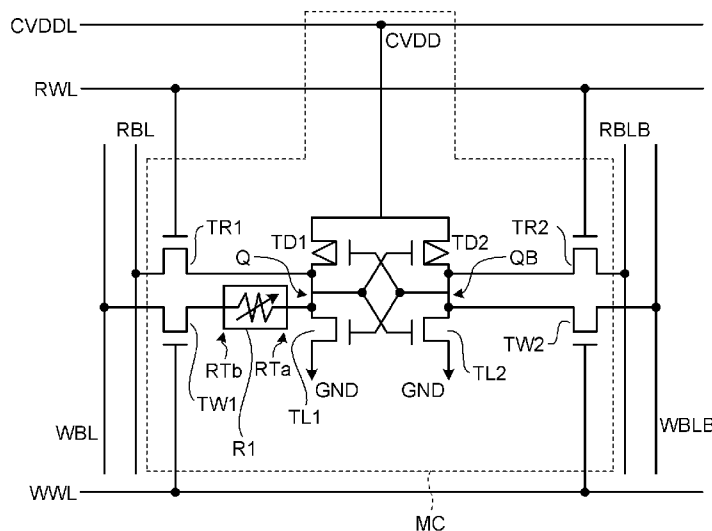 CVDDL
CVDD
RWL
RBL
RBLB
TR1
TD1
TD2
TR2
Q
QB
RTb
RTa
TW1
TL1
GND
GND
TL2
TW2
WBL
R1
WBLB
WWL
MC